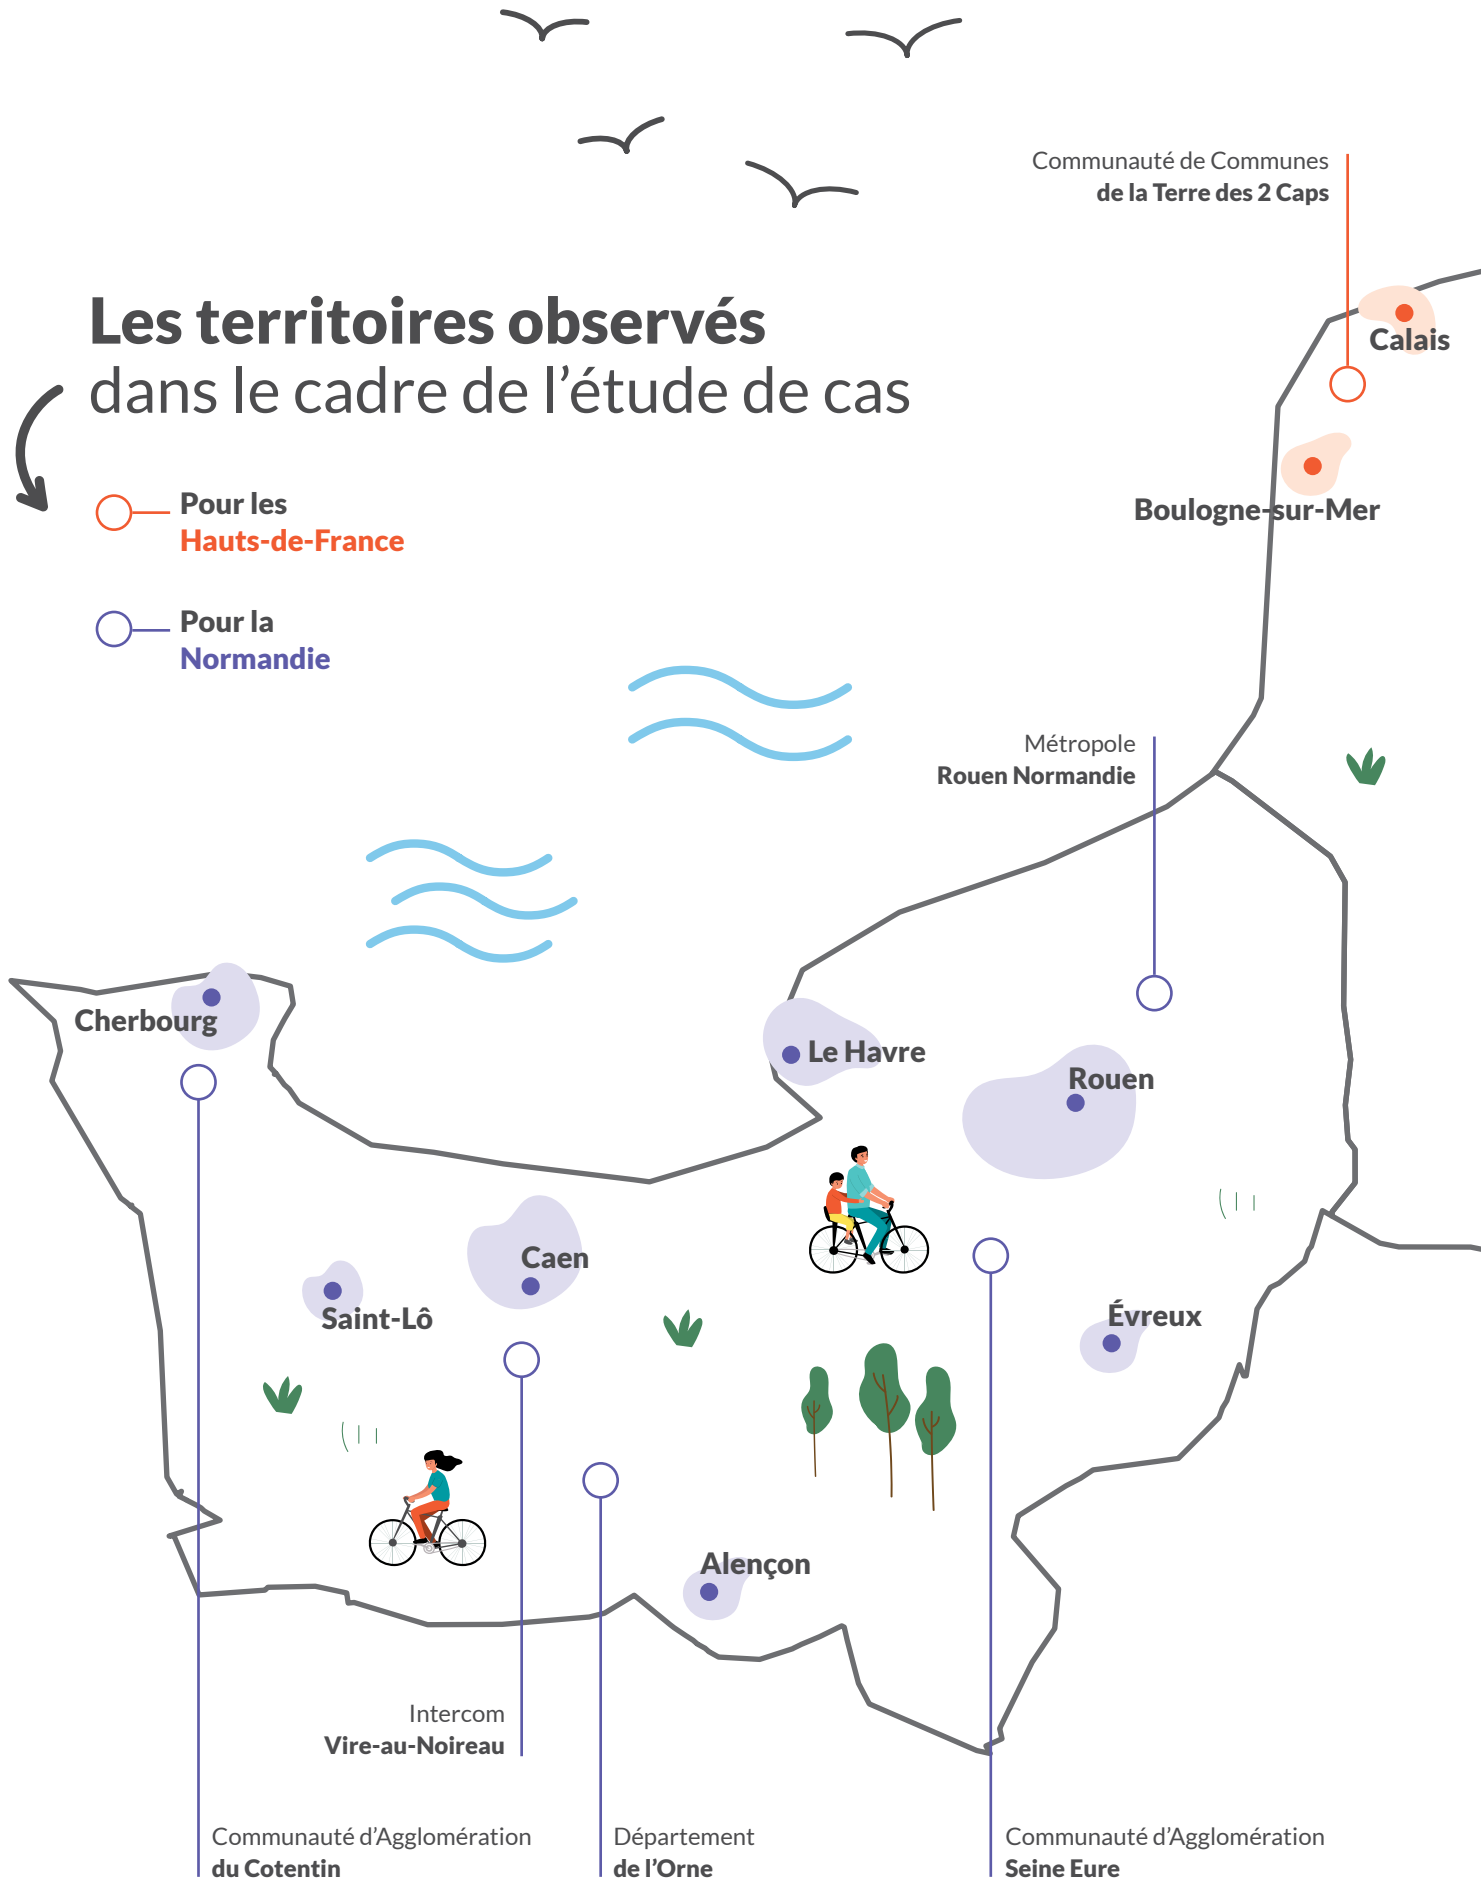 Communauté de Communes
de la Terre des 2 Caps
Les territoires observés
dans le cadre de l’étude de cas
Calais
Pour les
Hauts-de-France
Boulogne-sur-Mer
Pour la
Normandie
Métropole
Rouen Normandie
Cherbourg
Le Havre
Rouen
Caen
Saint-Lô
Évreux
Alençon
Intercom
Vire-au-Noireau
Communauté d’Agglomération
du Cotentin
Département
de l’Orne
Communauté d’Agglomération
Seine Eure